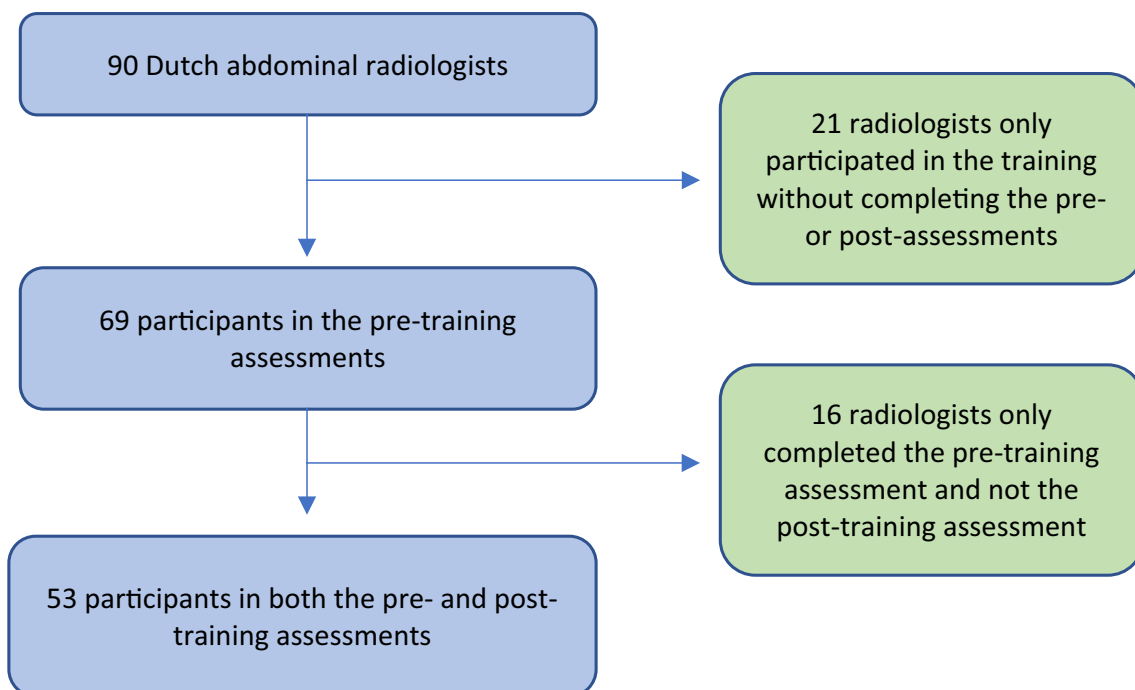 90 Dutch abdominal radiologists
21 radiologists only
participated in the training
without completing the pre-
or post-assessments
69 participants in the pre-training
assessments
16 radiologists only
completed the pre-training
assessment and not the
post-training assessment
53 participants in both the pre- and post-
training assessments